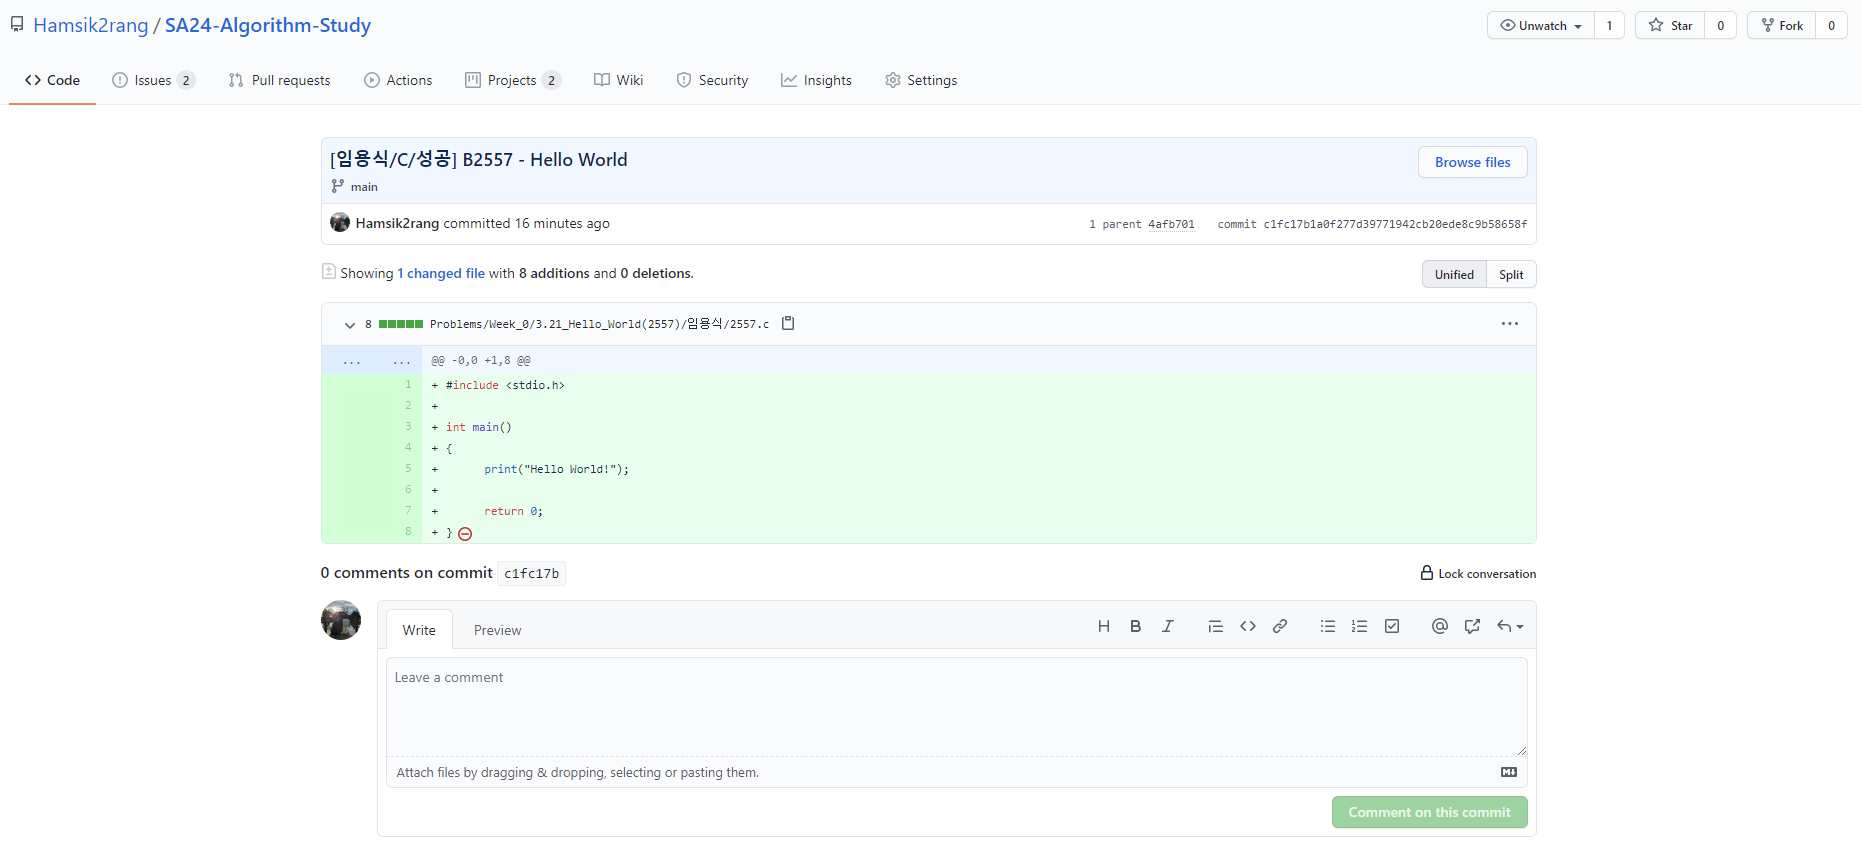 Hamsik2rang / SA24-Algorithm-Study
Unwatch 1 Star 0 Fork 0
Code Issues 2 Pull requests Actions Projects 2 Wiki Security Insights Settings
[임용식/C/성공] B2557 - Hello World
Browse files
main
Hamsik2rang committed 16 minutes ago 1 parent 4afb701 commit c1fc17b1a0f277d39771942cb20ede8c9b58658f
Showing 1 changed file with 8 additions and 0 deletions. Unified Split
8 Problems/Week_0/3.21_Hello_World(2557)/임용식/2557.c ...
... ... @@ -0,0 +1,8 @@
1 + #include <stdio.h>
2 +
3 + int main()
4 + {
5 + print("Hello World!");
6 +
7 + return 0;
8 + }
0 comments on commit c1fc17b Lock conversation
Write Preview H B I @
Leave a comment
Attach files by dragging & dropping, selecting or pasting them.
Comment on this commit